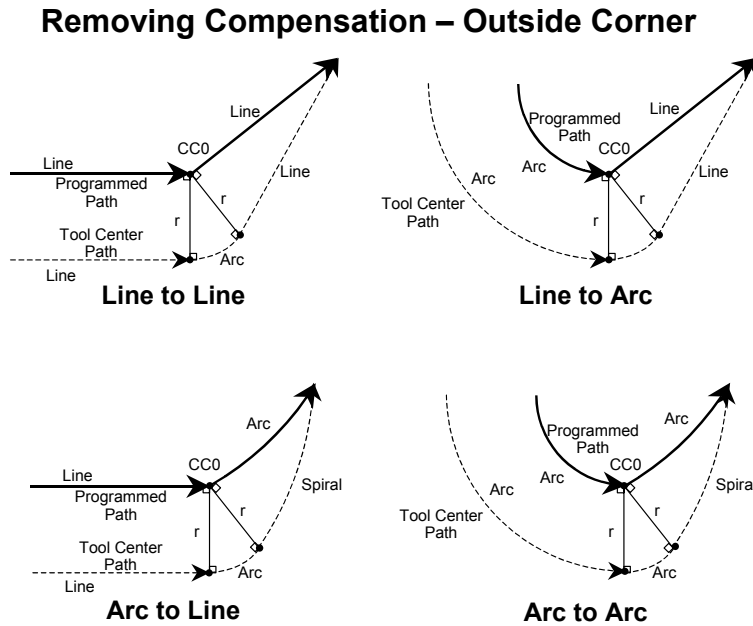 Removing Compensation – Outside Corner
Line
CC0
Line
Programmed
Path
r
r
Line
Tool Center
Path
Arc
Line
Line to Line
Programmed
Path
Line
CC0
Arc
Arc
Line
Tool Center
Path
r
r
Arc
Line to Arc
Arc
CC0
Line
Programmed
Path
Spiral
r
r
Tool Center
Path
Arc
Line
Arc to Line
Arc
Programmed
Path
CC0
Arc
Arc
Spiral
Tool Center
Path
r
r
Arc
Arc to Arc